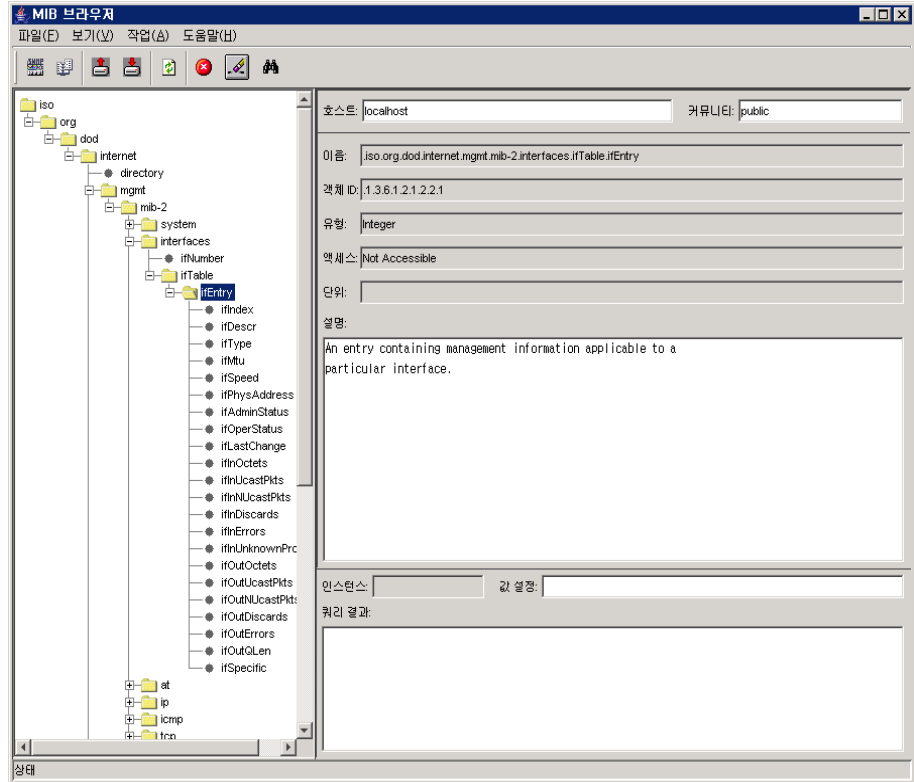 MIB 브라우저
파일(F) 보기(V) 작업(A) 도움말(H)
iso
org
dod
internet
directory
mgmt
mib-2
system
interfaces
ifNumber
ifTable
ifEntry
ifIndex
ifDescr
ifType
ifMtu
ifSpeed
ifPhysAddress
ifAdminStatus
ifOperStatus
ifLastChange
ifInOctets
ifInUcastPkts
ifInNUcastPkts
ifInDiscards
ifInErrors
ifInUnknownPro
ifOutOctets
ifOutUcastPkts
ifOutNUcastPkts
ifOutDiscards
ifOutErrors
ifOutQLen
ifSpecific
at
ip
icmp
tcp
호스트: localhost 커뮤니티: public
이름: .iso.org.dod.internet.mgmt.mib-2.interfaces.ifTable.ifEntry
객체 ID: .1.3.6.1.2.1.2.2.1
유형: Integer
액세스: Not Accessible
단위:
설명:
An entry containing management information applicable to a
particular interface.
인스턴스: 값 설정:
쿼리 결과:
상태